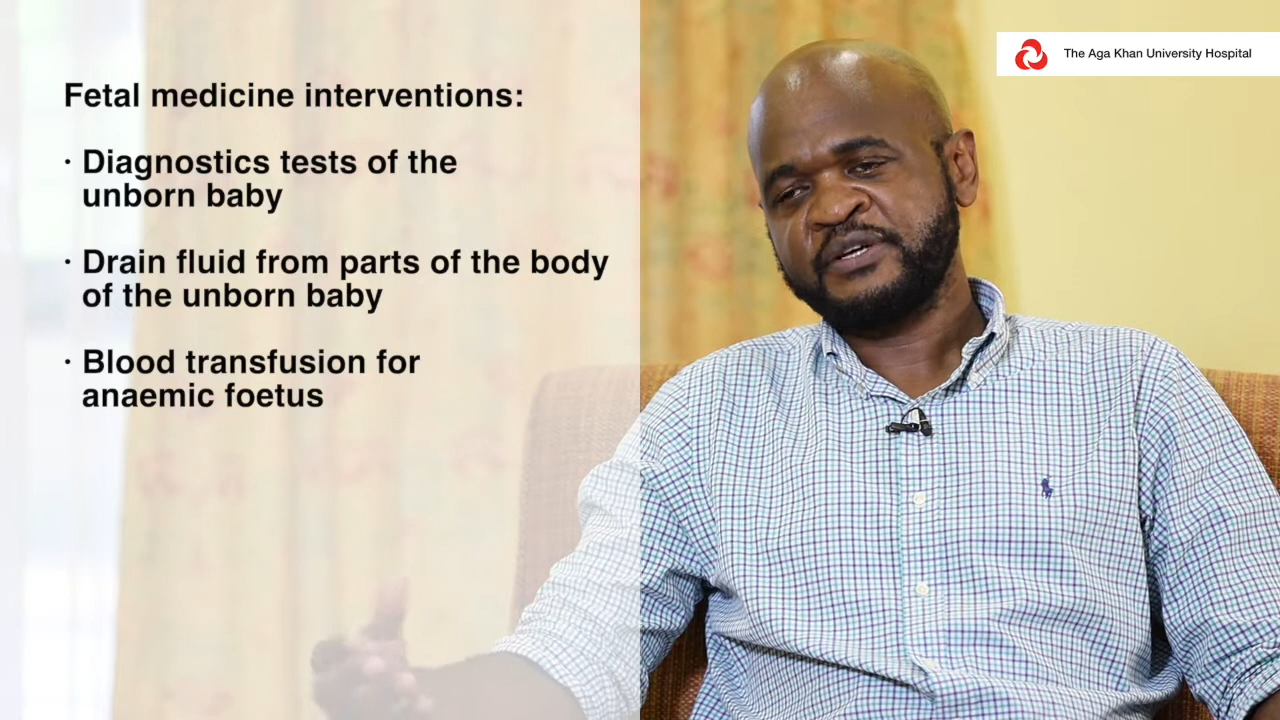 The Aga Khan University Hospital
Fetal medicine interventions:
· Diagnostics tests of the
unborn baby
· Drain fluid from parts of the body
of the unborn baby
· Blood transfusion for
anaemic foetus